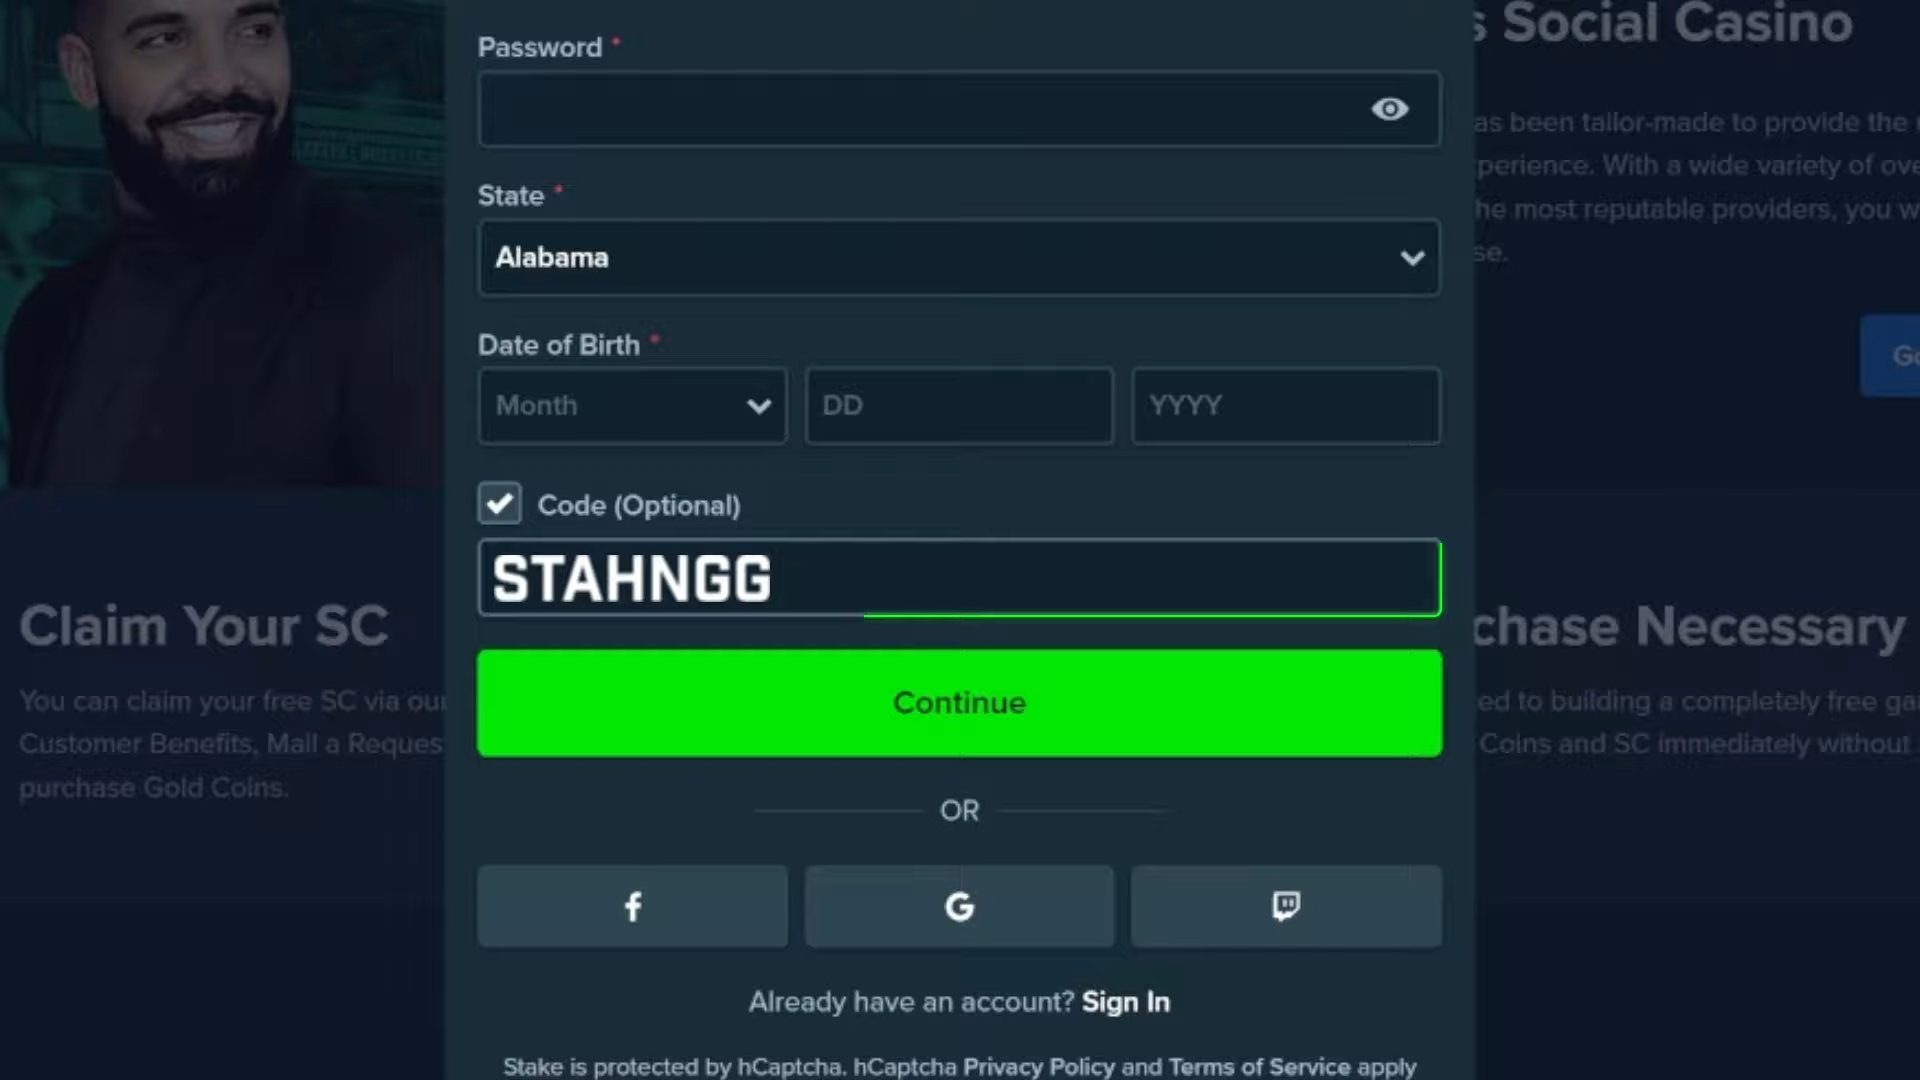 s Social Casino
as been tailor-made to provide the
perience. With a wide variety of ove
he most reputable providers, you w
se.
Go
Password *
State *
Alabama
Date of Birth *
Month
DD
YYYY
Code (Optional)
STAHNGG
Continue
OR
Already have an account? Sign In
Stake is protected by hCaptcha. hCaptcha Privacy Policy and Terms of Service apply
Claim Your SC
You can claim your free SC via our
Customer Benefits, Mail a Reques
purchase Gold Coins.
chase Necessary
ed to building a completely free ga
Coins and SC immediately without